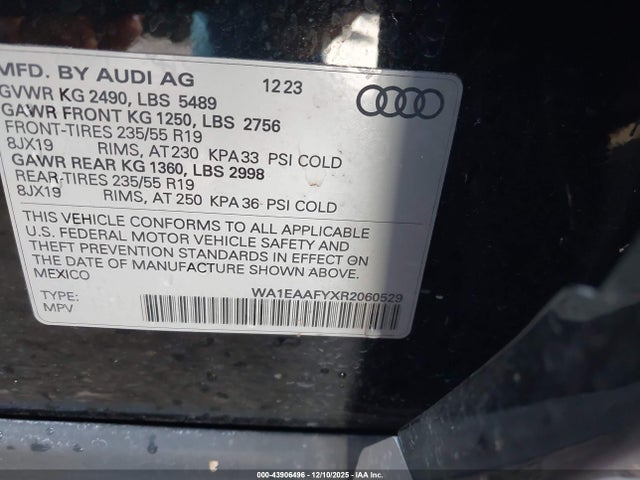 MFD. BY AUDI AG 12 23
GVWR KG 2490, LBS 5489
GAWR FRONT KG 1250, LBS 2756
FRONT-TIRES 235/55 R19
8JX19 RIMS, AT 230 KPA 33 PSI COLD
GAWR REAR KG 1360, LBS 2998
REAR-TIRES 235/55 R19
8JX19 RIMS, AT 250 KPA 36 PSI COLD
THIS VEHICLE CONFORMS TO ALL APPLICABLE
U.S. FEDERAL MOTOR VEHICLE SAFETY AND
THEFT PREVENTION STANDARDS IN EFFECT ON
THE DATE OF MANUFACTURE SHOWN ABOVE.
MEXICO
TYPE: WA1EAAFYXR2060529
MPV
00-43906496 - 12/10/2025 - IAA Inc.